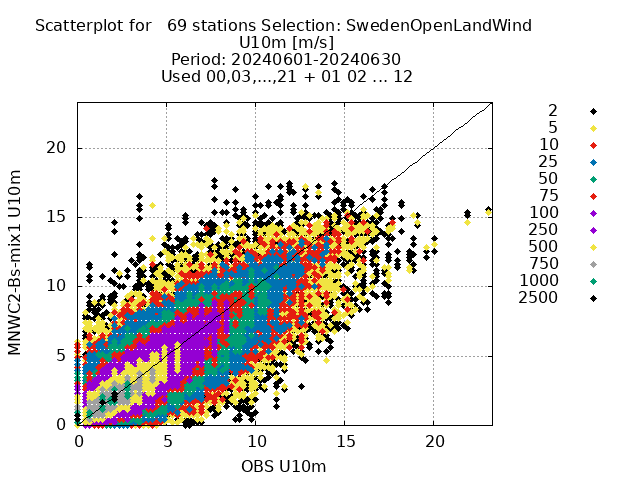 Scatterplot for   69 stations Selection: SwedenOpenLandWind
U10m [m/s]
Period: 20240601-20240630
Used 00,03,...,21 + 01 02 ... 12
2
5
10
25
50
75
100
250
500
750
1000
2500
MNWC2-Bs-mix1 U10m
20
15
10
5
0
0 5 10 15 20
OBS U10m